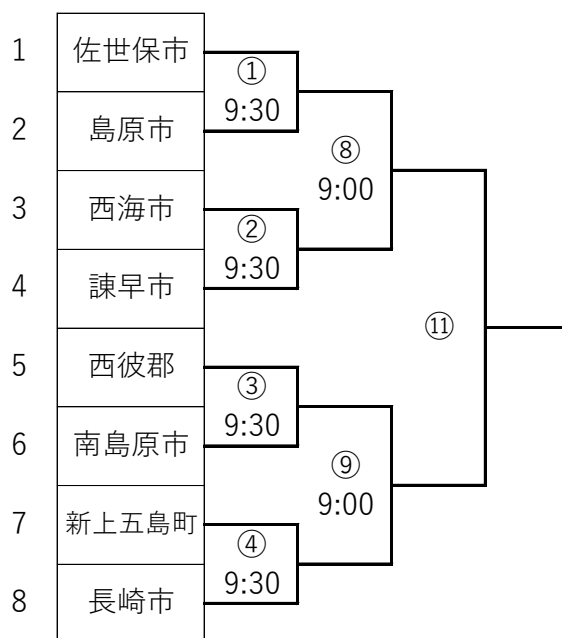 1 佐世保市
①
9:30
2 島原市
⑧
9:00
3 西海市
②
9:30
4 諫早市
⑪
5 西彼郡
③
9:30
6 南島原市
⑨
9:00
7 新上五島町
④
9:30
8 長崎市